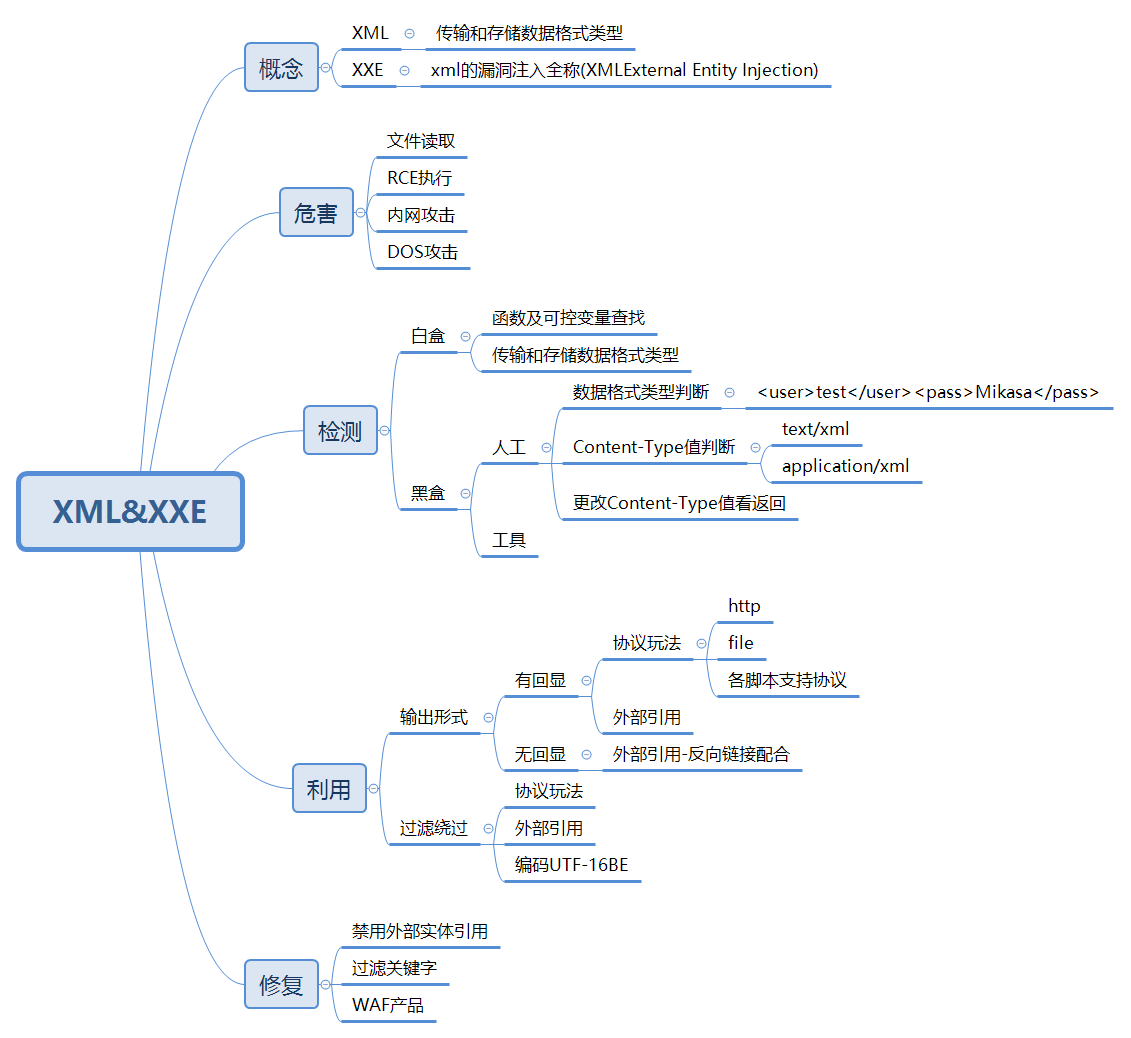 XML&XXE
概念
XML
传输和存储数据格式类型
XXE
xml的漏洞注入全称(XMLExternal Entity Injection)
危害
文件读取
RCE执行
内网攻击
DOS攻击
检测
白盒
函数及可控变量查找
传输和存储数据格式类型
黑盒
人工
数据格式类型判断
<user>test</user><pass>Mikasa</pass>
Content-Type值判断
text/xml
application/xml
更改Content-Type值看返回
工具
利用
输出形式
有回显
协议玩法
http
file
各脚本支持协议
外部引用
无回显
外部引用-反向链接配合
过滤绕过
协议玩法
外部引用
编码UTF-16BE
修复
禁用外部实体引用
过滤关键字
WAF产品